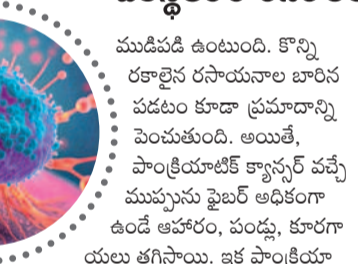 ముడిపడి ఉంటుంది. కొన్ని
రకాలైన రసాయనాల బారిన
పడటం కూడా ప్రమాదాన్ని
పెంచుతుంది. అయితే,
పాంక్రియాటిక్ క్యాన్సర్ వచ్చే
ముప్పును ఫైబర్ అధికంగా
ఉండే ఆహారం, పండ్లు, కూరగా
యలు తగ్గిస్తాయి. ఇక పాంక్రియా